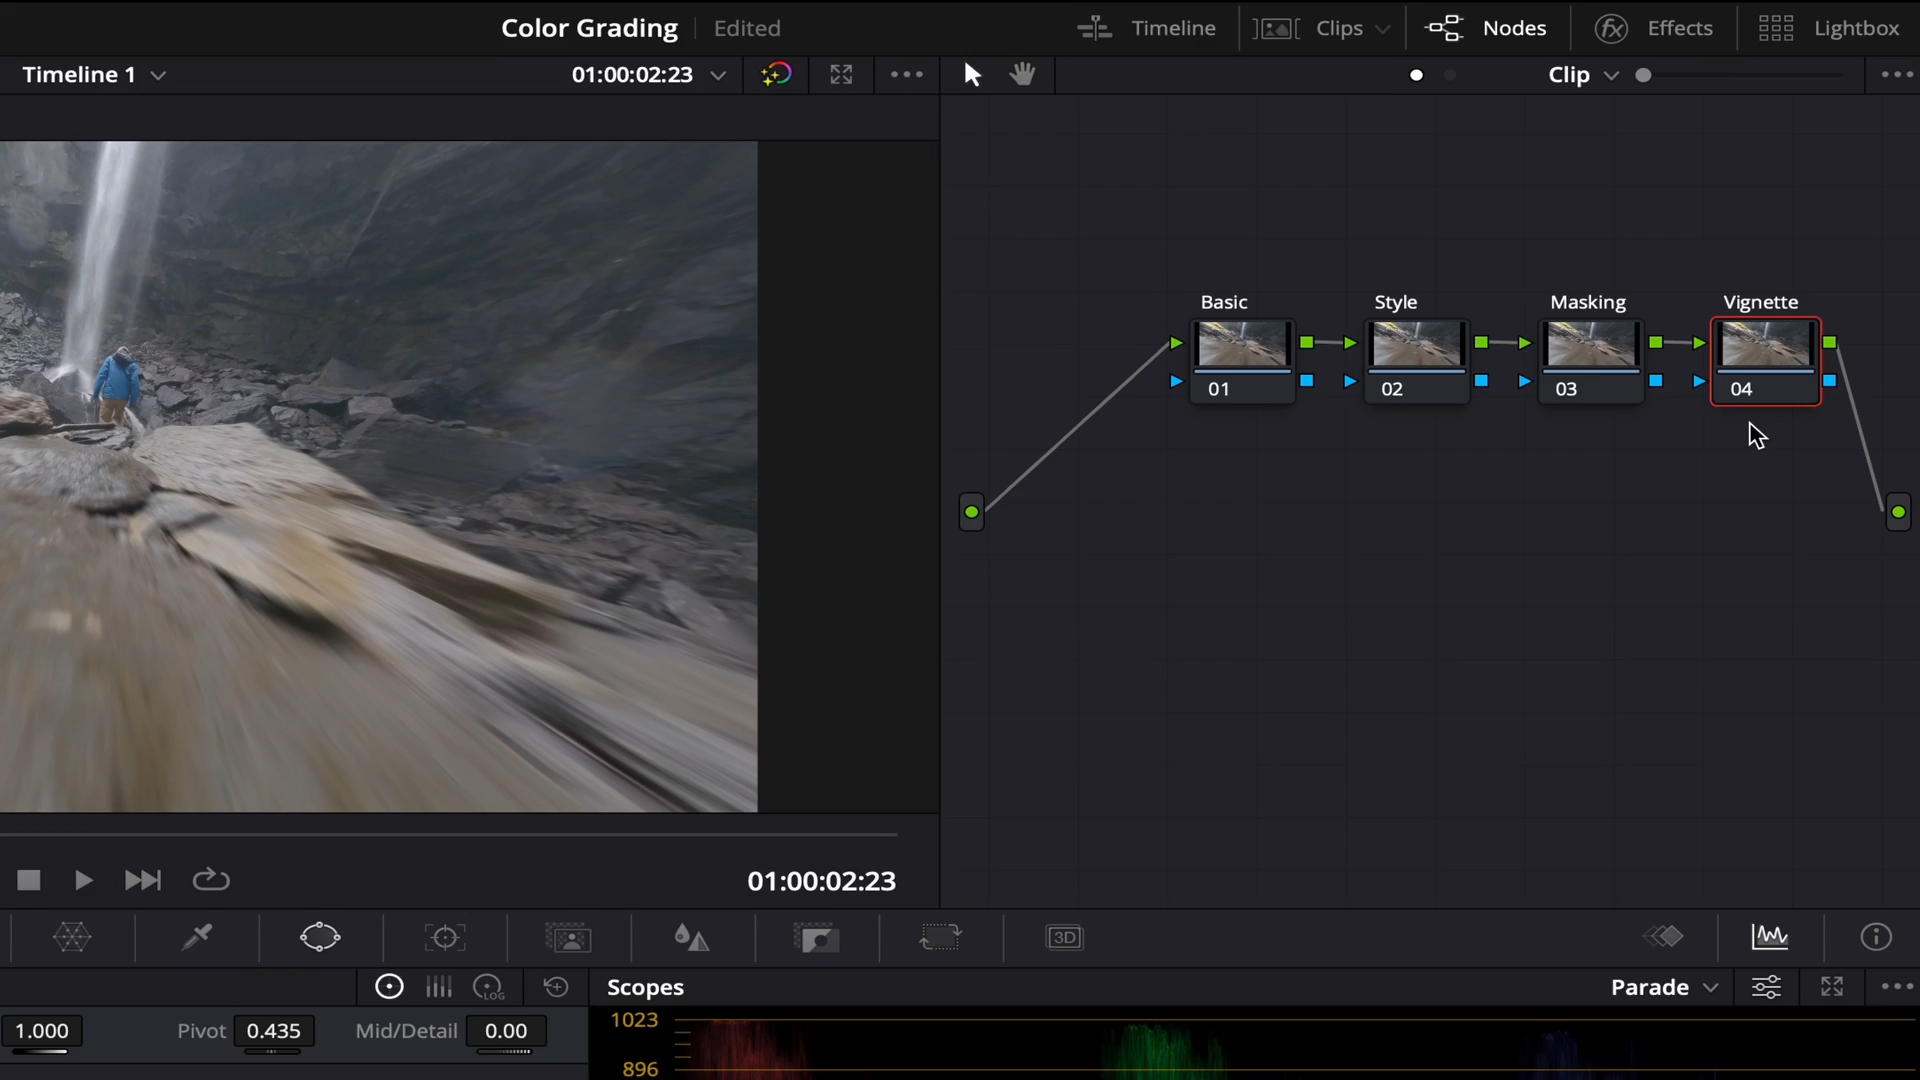 Color Grading Edited
Timeline Clips Nodes Effects Lightbox
Timeline 1 01:00:02:23 Clip
Basic Style Masking Vignette
01 02 03 04
01:00:02:23
3D
LOG
Scopes Parade
1.000 Pivot 0.435 Mid/Detail 0.00
1023
896